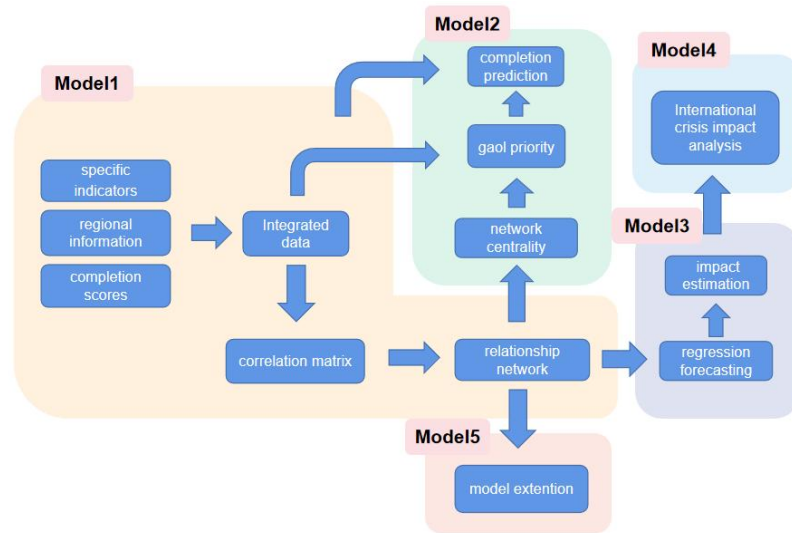 Model1
specific
indicators
regional
information
completion
scores
Integrated
data
correlation matrix
relationship
network
Model2
completion
prediction
gaol priority
network
centrality
Model4
International
crisis impact
analysis
Model3
impact
estimation
regression
forecasting
Model5
model extention